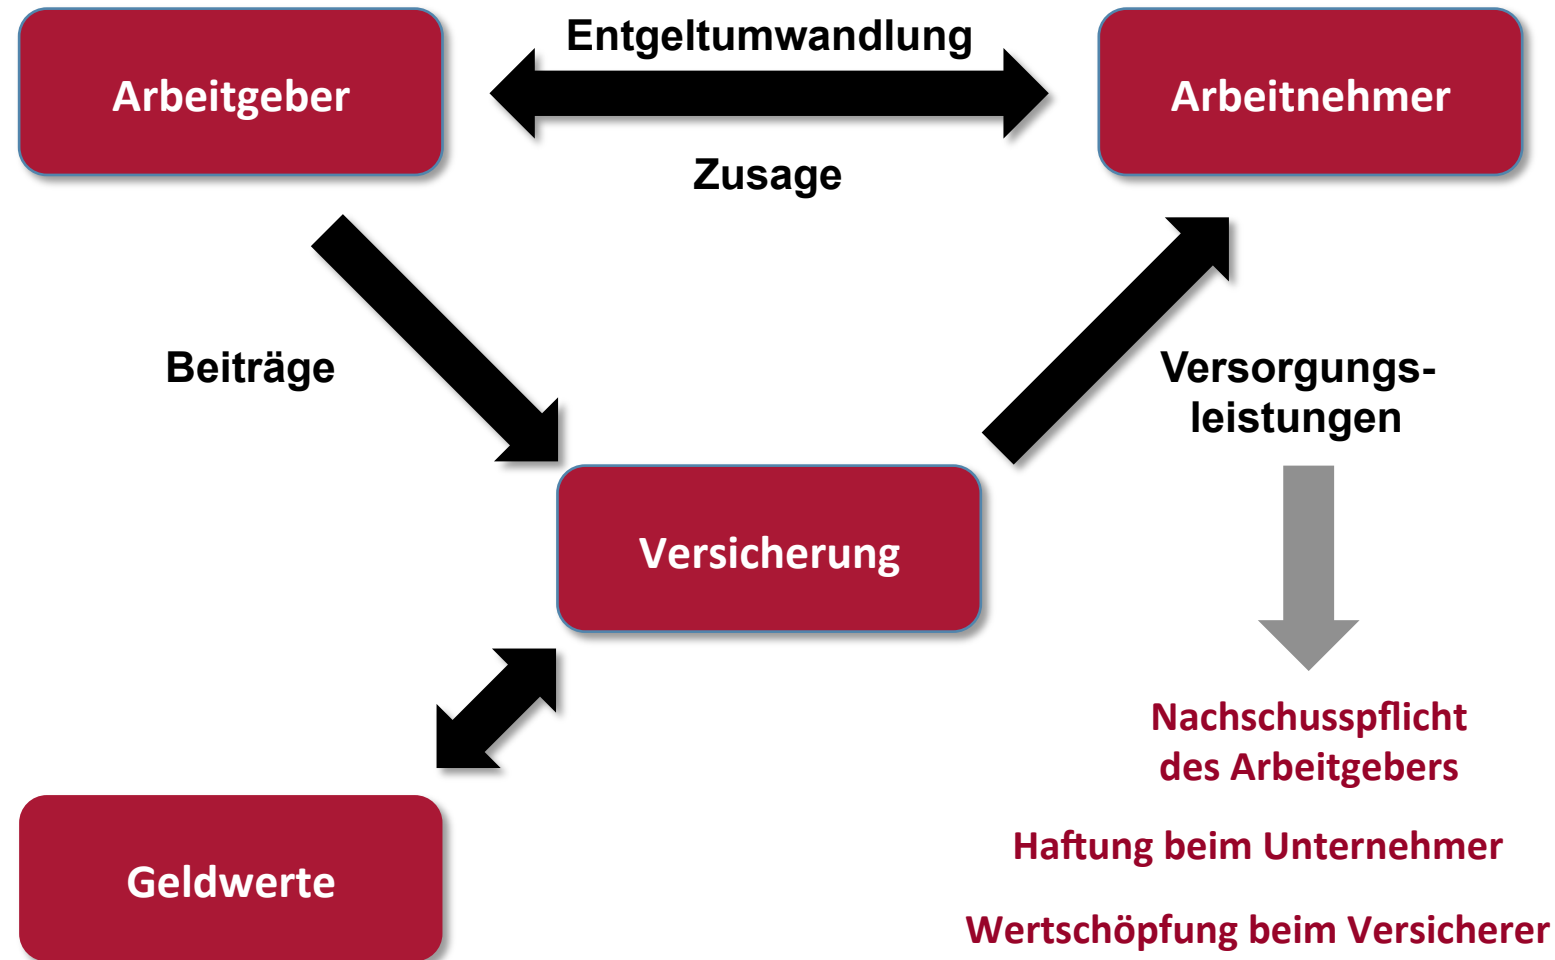 Entgeltumwandlung
Arbeitgeber
Arbeitnehmer
Zusage
Beiträge
Versorgungs-
leistungen
Versicherung
Nachschusspflicht
des Arbeitgebers
Haftung beim Unternehmer
Geldwerte
Wertschöpfung beim Versicherer